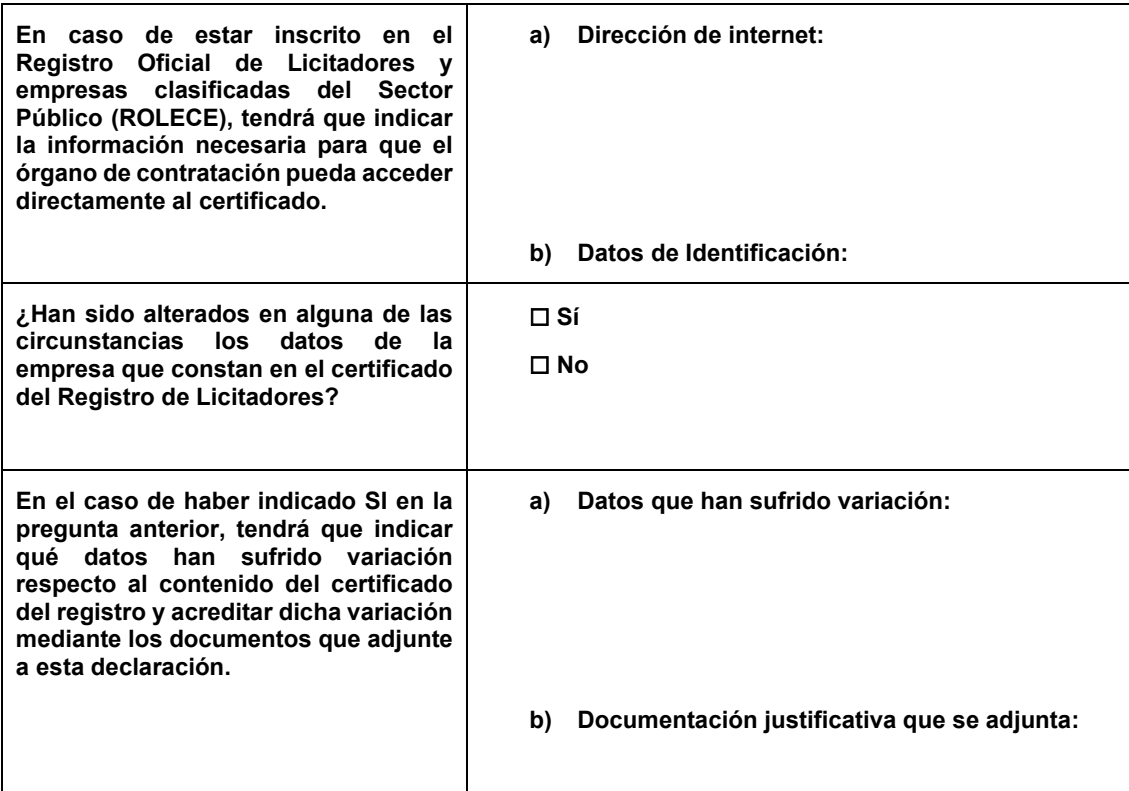 En caso de estar inscrito en el
Registro Oficial de Licitadores y
empresas clasificadas del Sector
Público (ROLECE), tendrá que indicar
la información necesaria para que el
órgano de contratación pueda acceder
directamente al certificado.
a) Dirección de internet:
b) Datos de Identificación:
¿Han sido alterados en alguna de las
circunstancias los datos de la
empresa que constan en el certificado
del Registro de Licitadores?
☐ Sí
☐ No
En el caso de haber indicado SI en la
pregunta anterior, tendrá que indicar
qué datos han sufrido variación
respecto al contenido del certificado
del registro y acreditar dicha variación
mediante los documentos que adjunte
a esta declaración.
a) Datos que han sufrido variación:
b) Documentación justificativa que se adjunta: